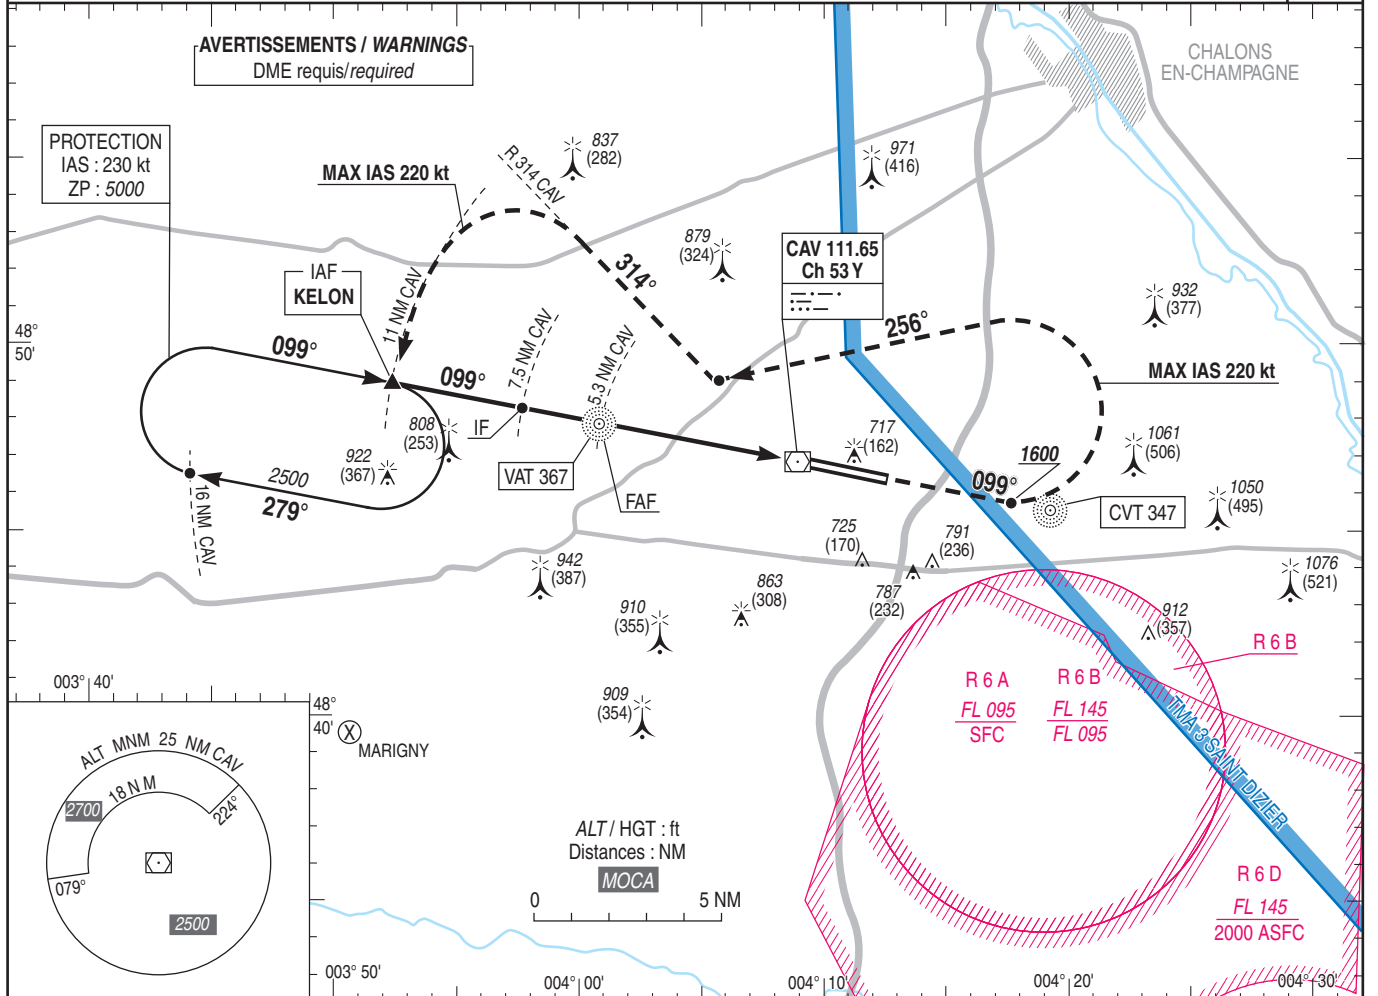 AVERTISSEMENTS / WARNINGS
DME requis/required
CHALONS
EN-CHAMPAGNE
PROTECTION
IAS : 230 kt
ZP : 5000
MAX IAS 220 kt
R 314 CAV
837
(282)
971
(416)
879
(324)
314°
CAV 111.65
Ch 53 Y
932
(377)
IAF
KELON
11 NM CAV
48°
50'
099°
099°
7.5 NM CAV
5.3 NM CAV
256°
MAX IAS 220 kt
808
(253)
IF
922
(367)
717
(162)
1061
(506)
1600
2500
279°
16 NM CAV
VAT 367
FAF
099°
CVT 347
1050
(495)
725
(170)
791
(236)
942
(387)
787
(232)
1076
(521)
863
(308)
910
(355)
912
(357)
R 6 B
003° 40'
48°
40'
MARIGNY
909
(354)
R 6 A
FL 095
SFC
R 6 B
FL 145
FL 095
TMA 3 SAINT DIZIER
ALT MNM 25 NM CAV
18 N M
2700
224°
079°
2500
ALT / HGT : ft
Distances : NM
MOCA
0 5 NM
R 6 D
FL 145
2000 ASFC
003° 50'
004° 00'
004° 10'
004° 20'
004° 30'